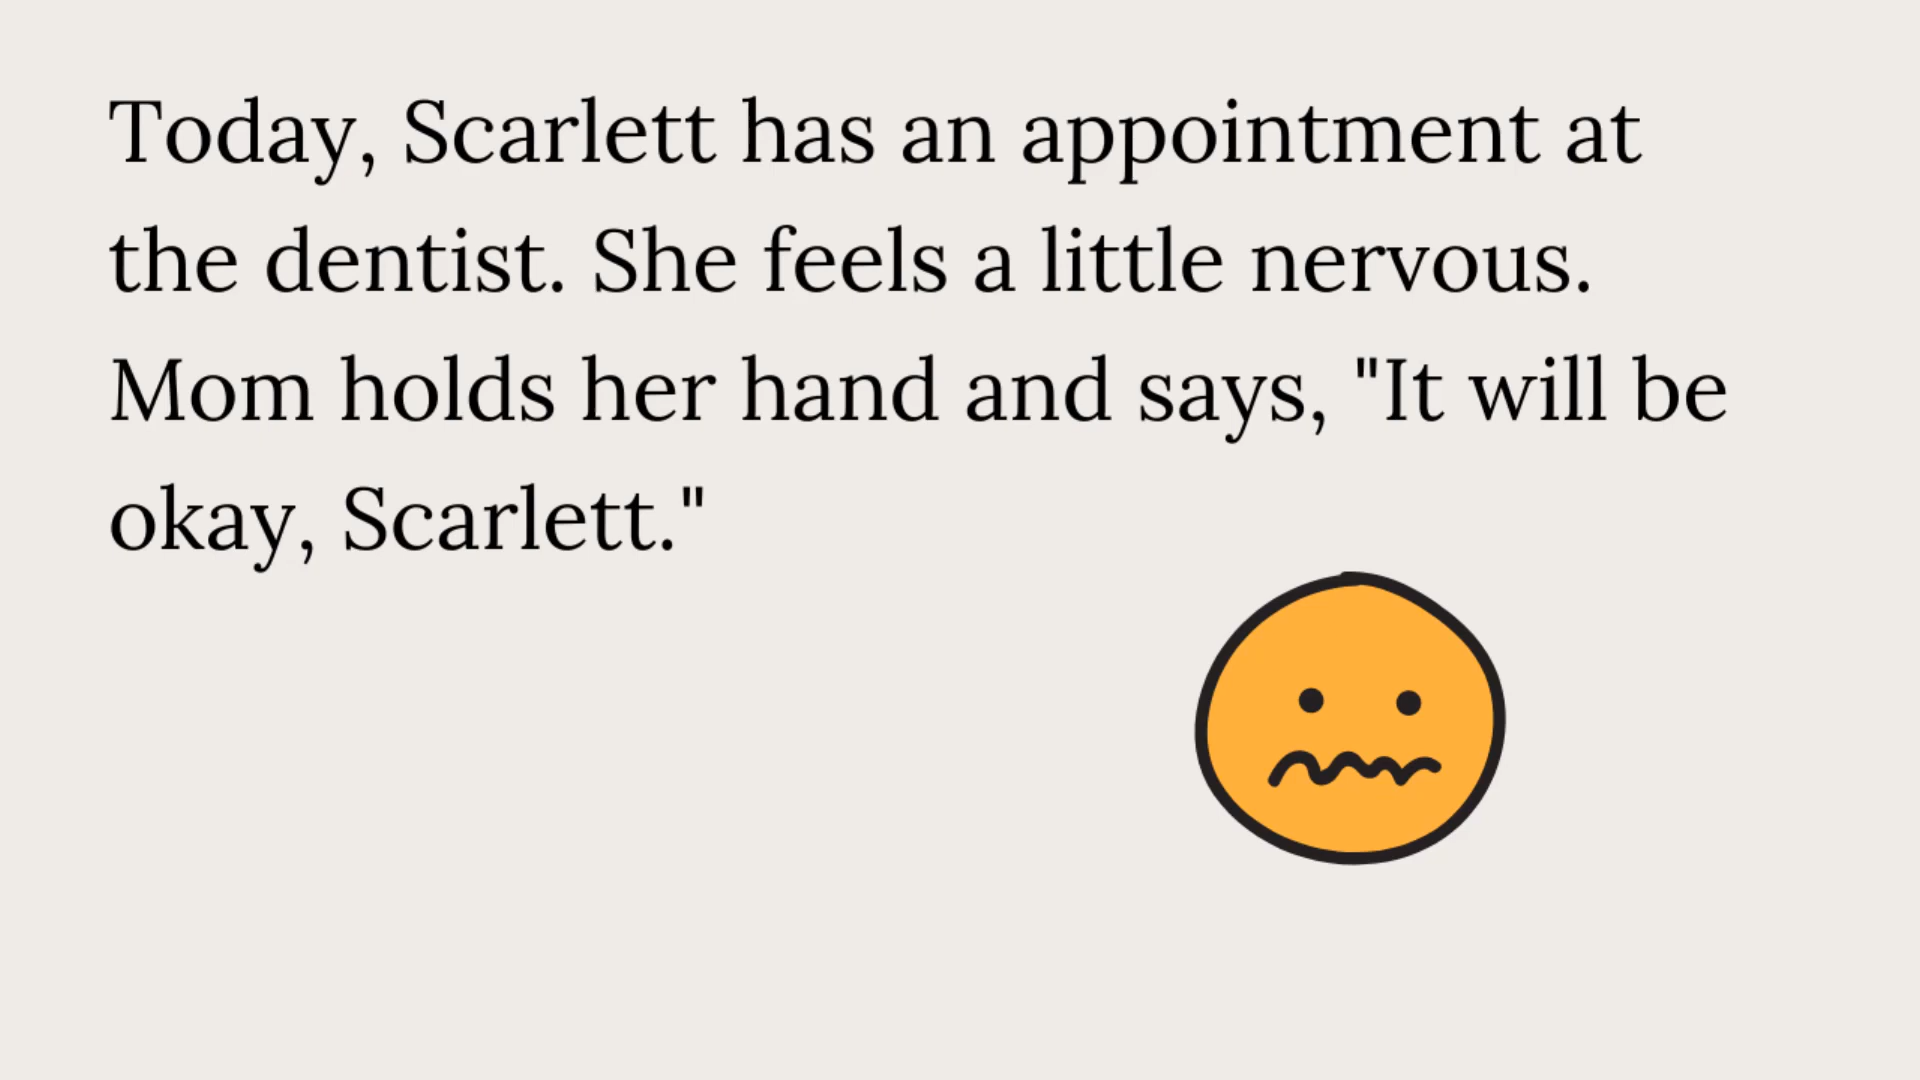 Today, Scarlett has an appointment at
the dentist. She feels a little nervous.
Mom holds her hand and says, "It will be
okay, Scarlett."